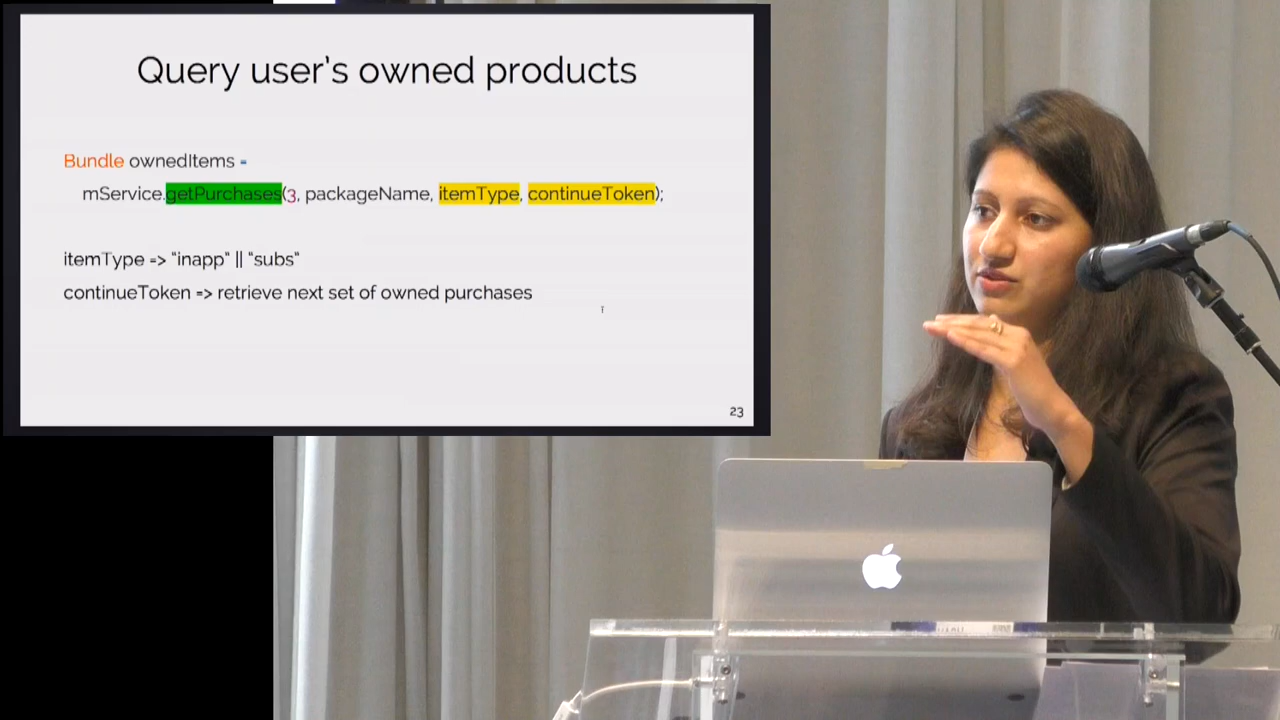 Query user's owned products
Bundle ownedItems =
mService.getPurchases(3, packageName, itemType, continueToken);
itemType => "inapp" || "subs"
continueToken => retrieve next set of owned purchases
23